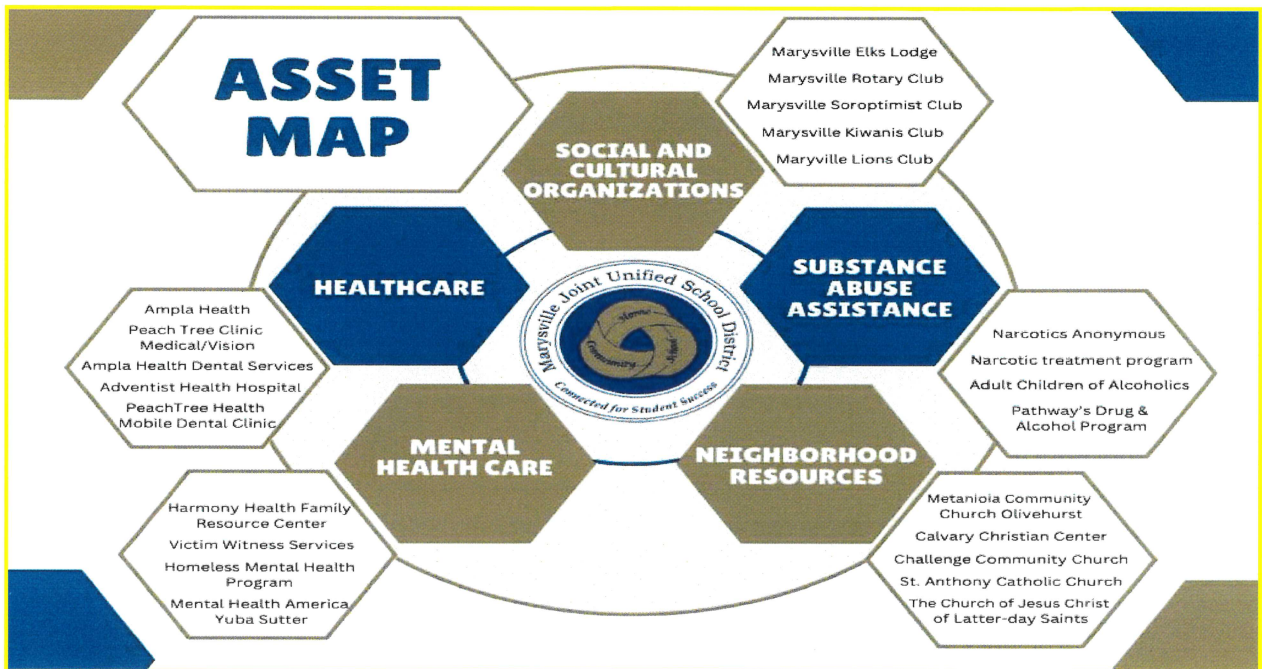 ASSET
MAP
SOCIAL AND
CULTURAL
ORGANIZATIONS
Marysville Elks Lodge
Marysville Rotary Club
Marysville Soroptimist Club
Marysville Kiwanis Club
Maryville Lions Club
HEALTHCARE
Ampla Health
Peach Tree Clinic
Medical/Vision
Ampla Health Dental Services
Adventist Health Hospital
PeachTree Health
Mobile Dental Clinic
SUBSTANCE
ABUSE
ASSISTANCE
Narcotics Anonymous
Narcotic treatment program
Adult Children of Alcoholics
Pathway's Drug &
Alcohol Program
Marysville Joint Unified School District
Home
Community
School
Connected for Student Success
MENTAL
HEALTH CARE
Harmony Health Family
Resource Center
Victim Witness Services
Homeless Mental Health
Program
Mental Health America
Yuba Sutter
NEIGHBORHOOD
RESOURCES
Metanioia Community
Church Olivehurst
Calvary Christian Center
Challenge Community Church
St. Anthony Catholic Church
The Church of Jesus Christ
of Latter-day Saints